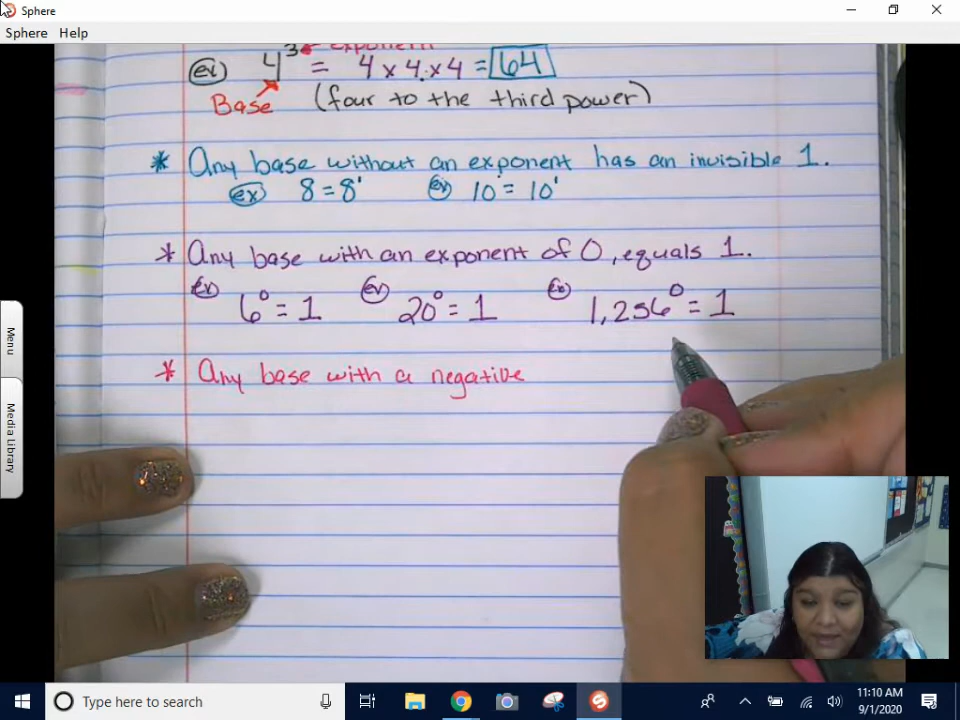 Sphere
Sphere Help
ex 4³ exponent = 4 x 4 x 4 = 64
Base (four to the third power)
* Any base without an exponent has an invisible 1.
ex 8 = 8¹ ex 10 = 10¹
* Any base with an exponent of 0, equals 1.
ex 6⁰ = 1 ex 20⁰ = 1 ex 1,256⁰ = 1
* Any base with a negative
Menu
Media Library
Type here to search
11:10 AM
9/1/2020